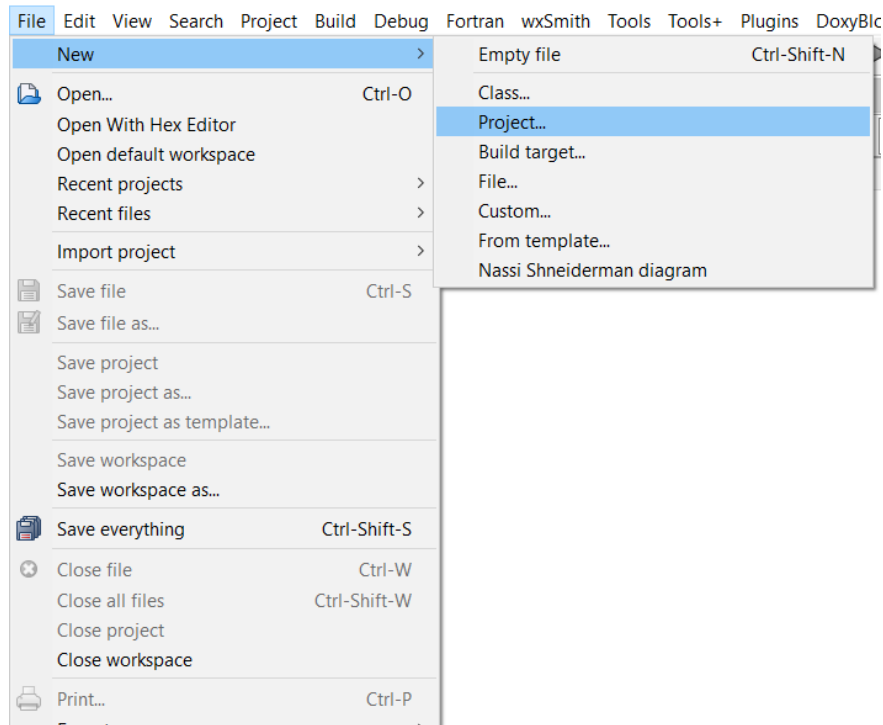 File Edit View Search Project Build Debug Fortran wxSmith Tools Tools+ Plugins
New
Empty file Ctrl-Shift-N
Class...
Project...
Build target...
File...
Custom...
From template...
Nassi Shneiderman diagram
Open... Ctrl-O
Open With Hex Editor
Open default workspace
Recent projects
Recent files
Import project
Save file Ctrl-S
Save file as...
Save project
Save project as...
Save project as template...
Save workspace
Save workspace as...
Save everything Ctrl-Shift-S
Close file Ctrl-W
Close all files Ctrl-Shift-W
Close project
Close workspace
Print... Ctrl-P